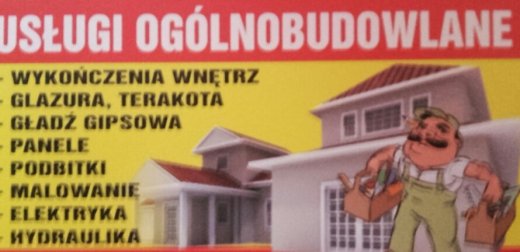 USŁUGI OGÓLNOBUDOWLANE
- WYKOŃCZENIA WNĘTRZ
- GLAZURA, TERAKOTA
- GŁADŹ GIPSOWA
- PANELE
- PODBITKI
- MALOWANIE
- ELEKTRYKA
- HYDRAULIKA